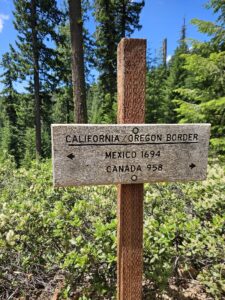 CALIFORNIA/OREGON BORDER
MEXICO 1694
CANADA 958